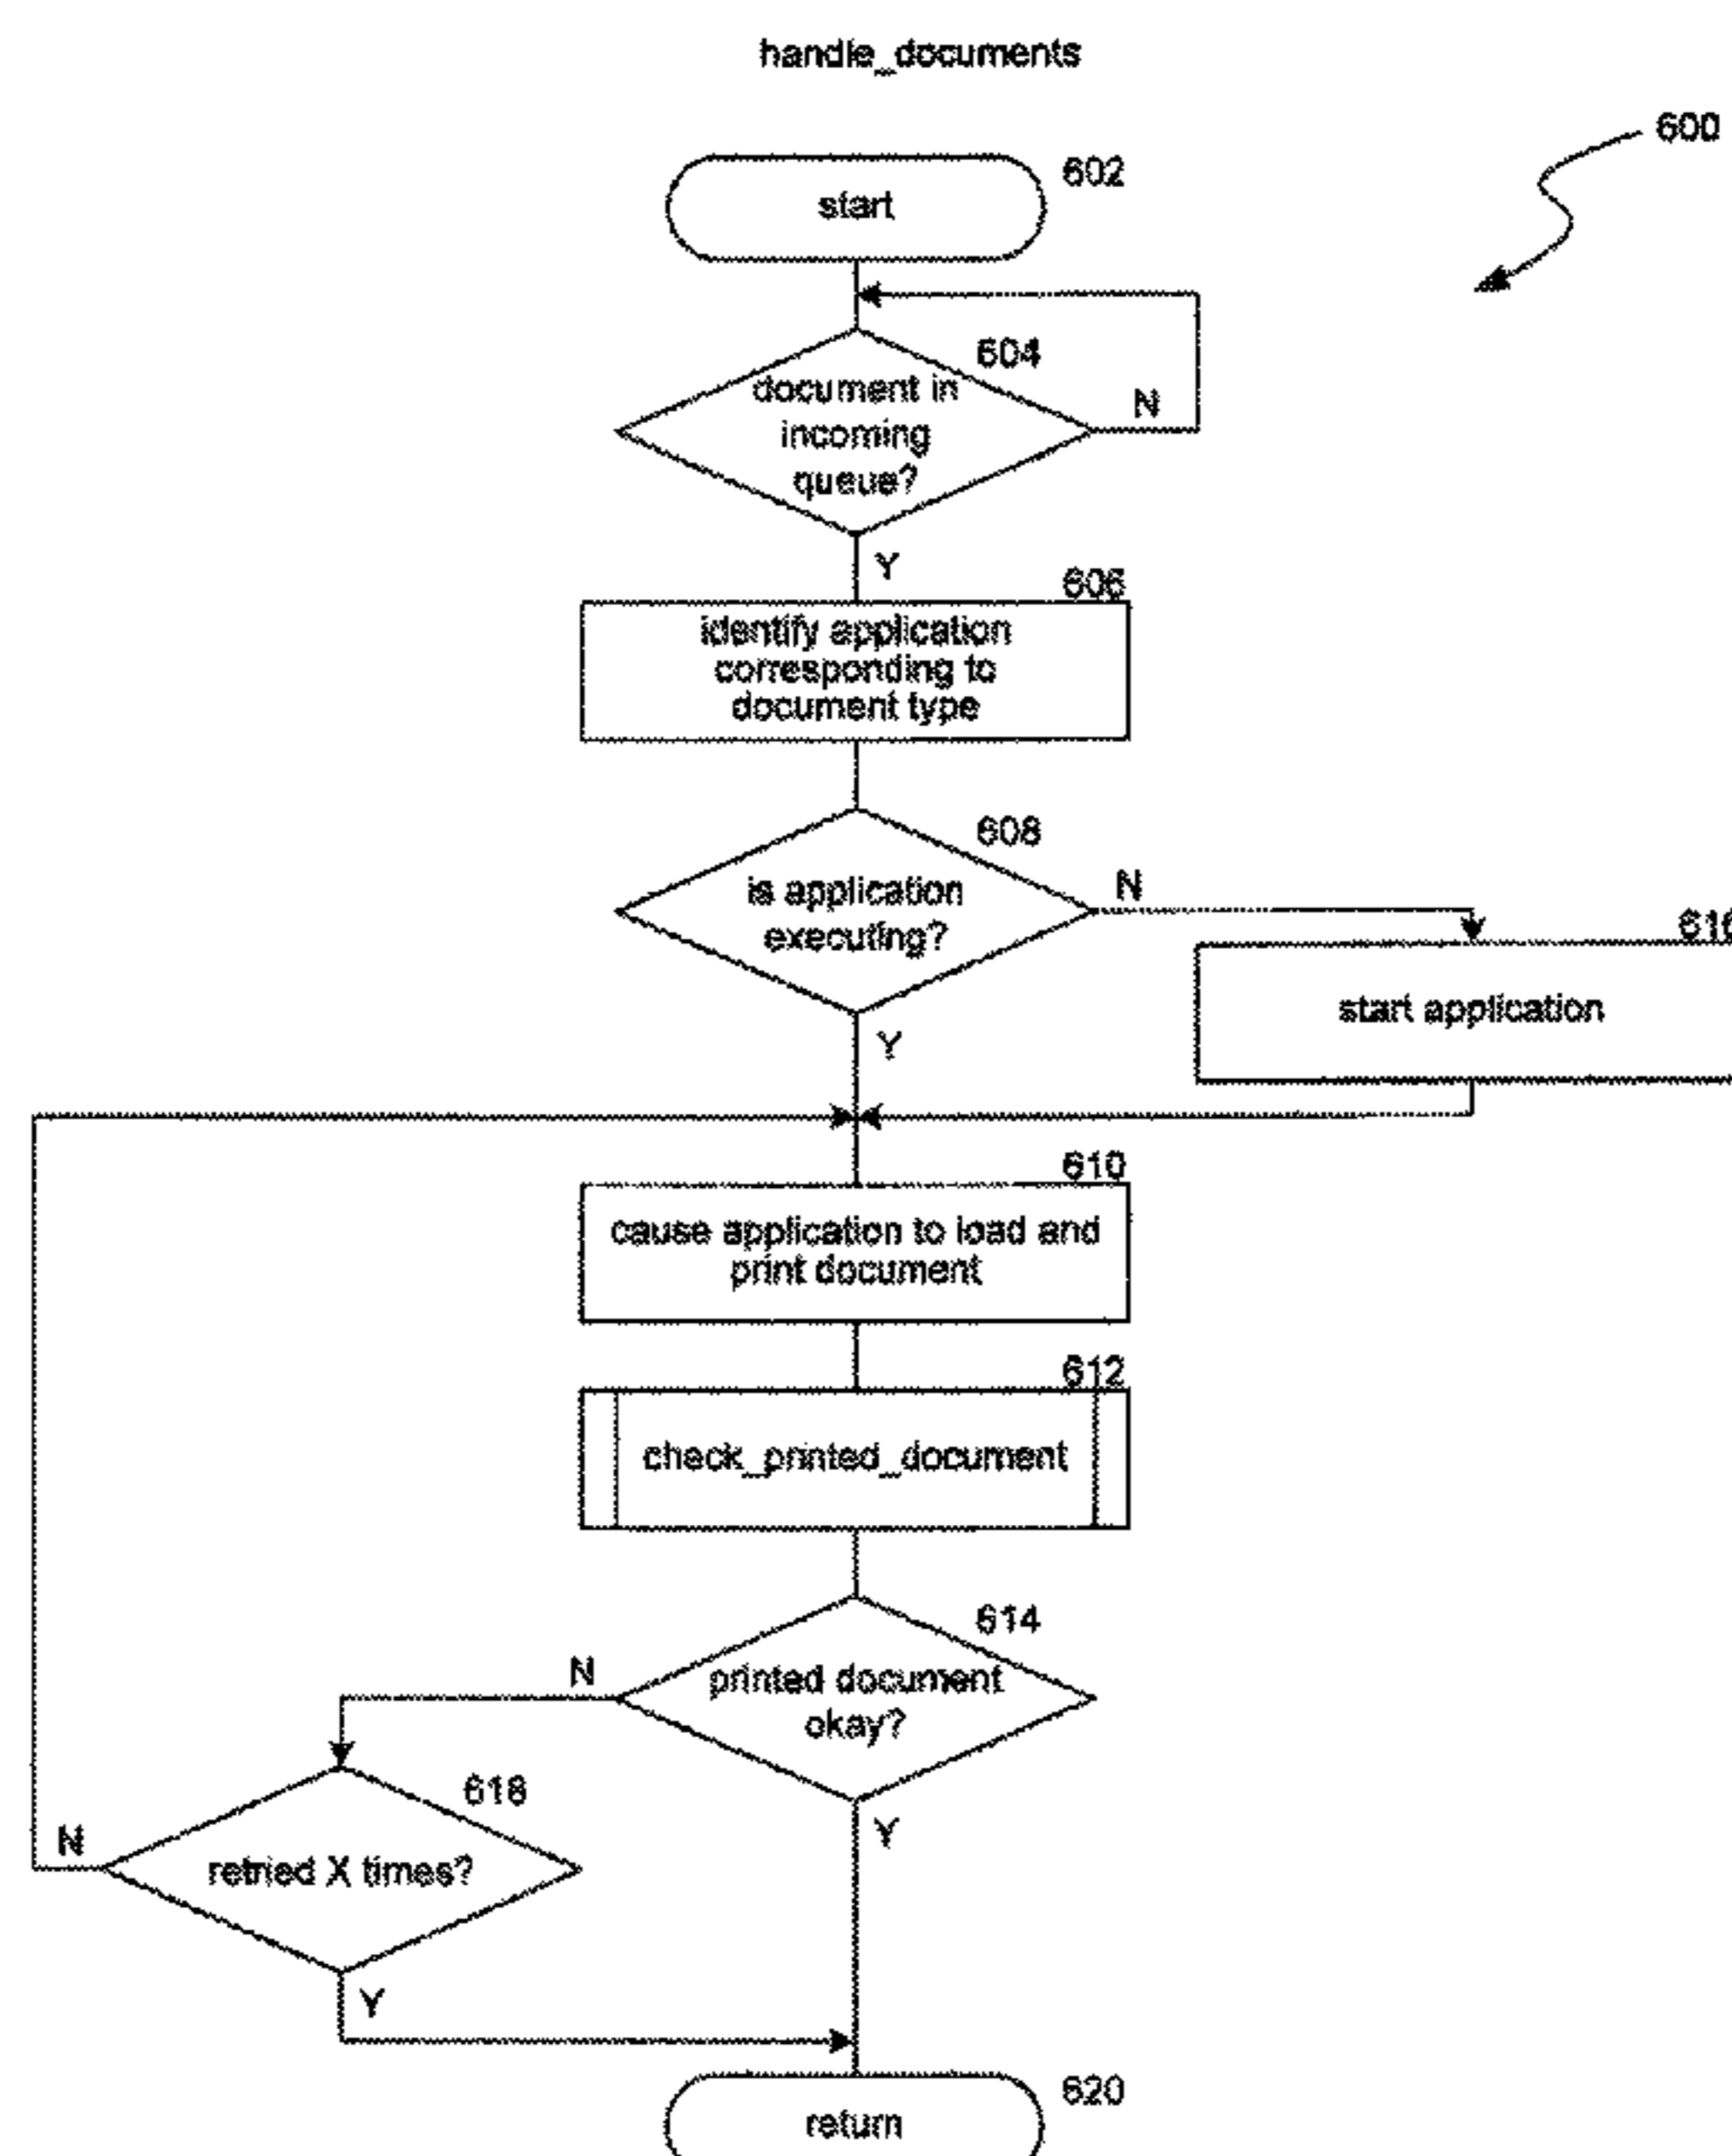 handle_documents
600
602
start
604
document in
incoming
queue?
N
Y
606
identify application
corresponding to
document type
608
is application
executing?
N
Y
616
start application
610
cause application to load and
print document
612
check_printed_document
614
printed document
okay?
N
Y
618
retried X times?
N
Y
620
return